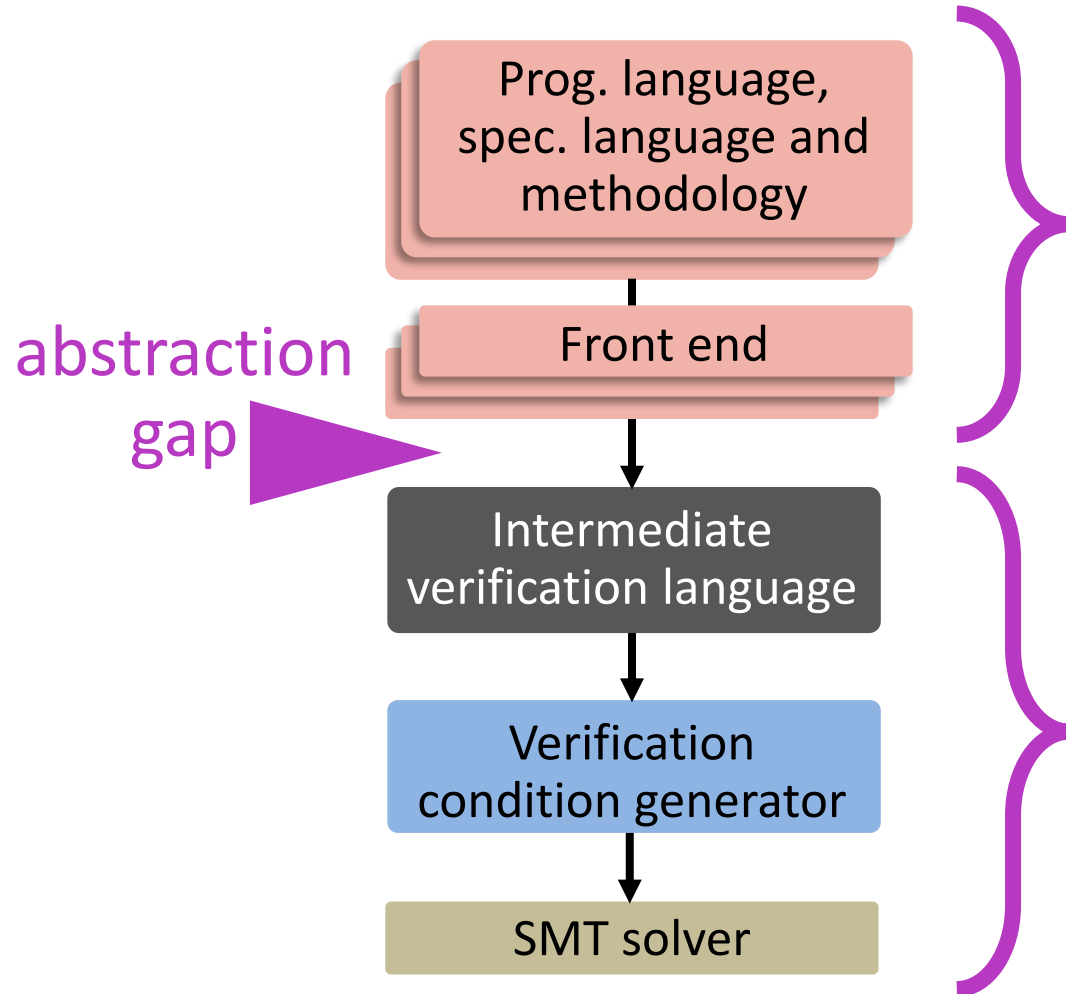 Prog. language,
spec. language and
methodology
Front end
abstraction
gap
Intermediate
verification language
Verification
condition generator
SMT solver